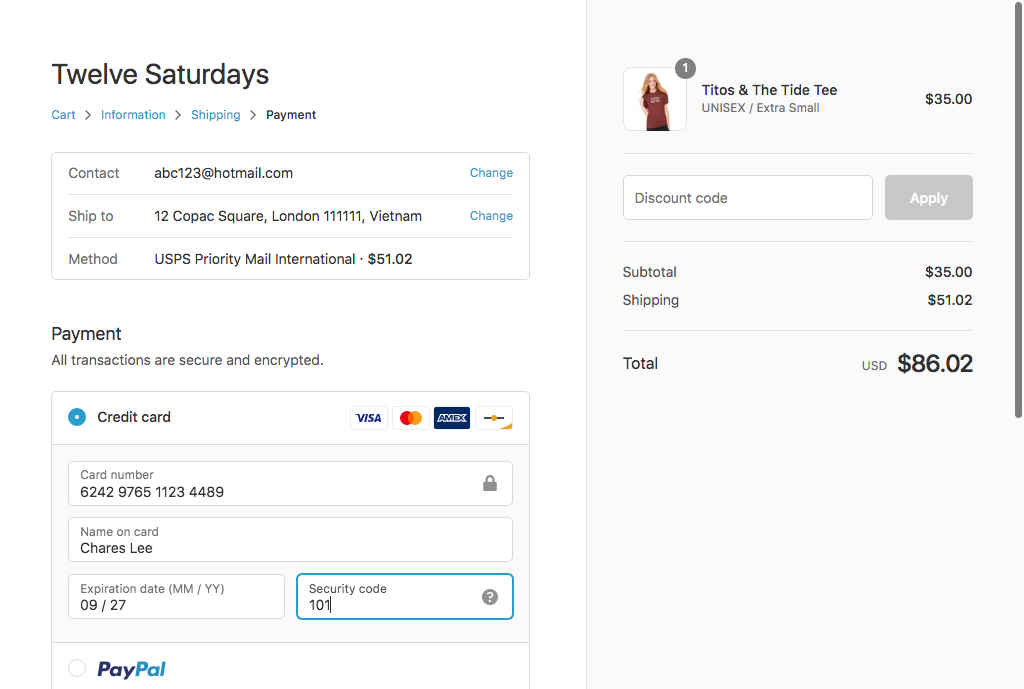 Twelve Saturdays
Cart > Information > Shipping > Payment
Contact abc123@hotmail.com Change
Ship to 12 Copac Square, London 111111, Vietnam Change
Method USPS Priority Mail International · $51.02
Payment
All transactions are secure and encrypted.
Credit card VISA AMEX
Card number
6242 9765 1123 4489
Name on card
Chares Lee
Expiration date (MM / YY)
09 / 27
Security code
101
?
PayPal
1
Titos & The Tide Tee
UNISEX / Extra Small
$35.00
Discount code Apply
Subtotal $35.00
Shipping $51.02
Total USD $86.02